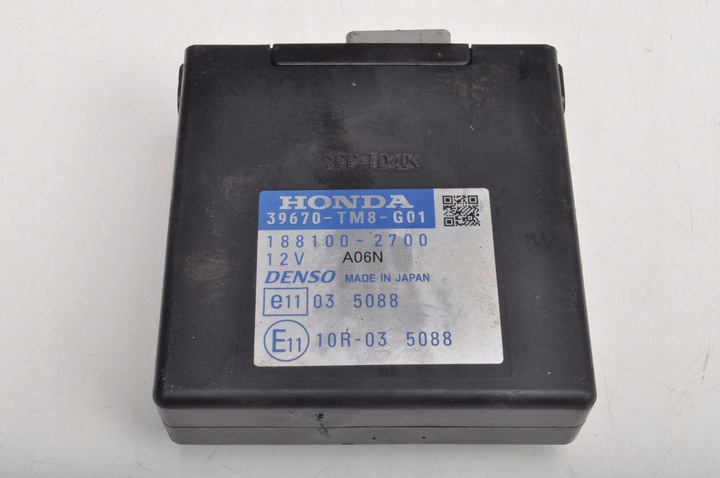 >PP-TD40<
HONDA
39670-TM8-G01
188100-2700
12V A06N
DENSO MADE IN JAPAN
e11 03 5088
E11 10R-03 5088